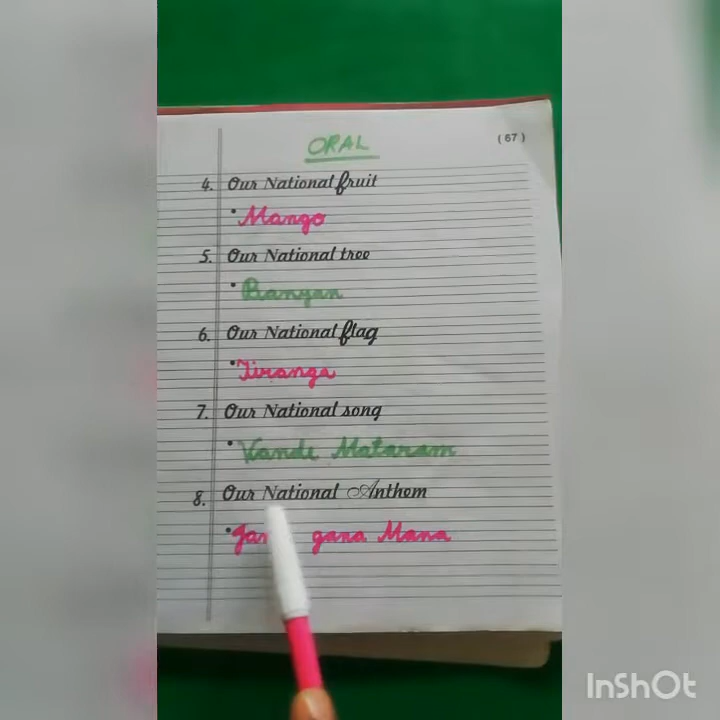 ORAL
(67)
4. Our National fruit
• Mango
5. Our National tree
• Banyan
6. Our National flag
• Tiranga
7. Our National song
• Vande Mataram
8. Our National Anthem
• gana Mana
InShOt